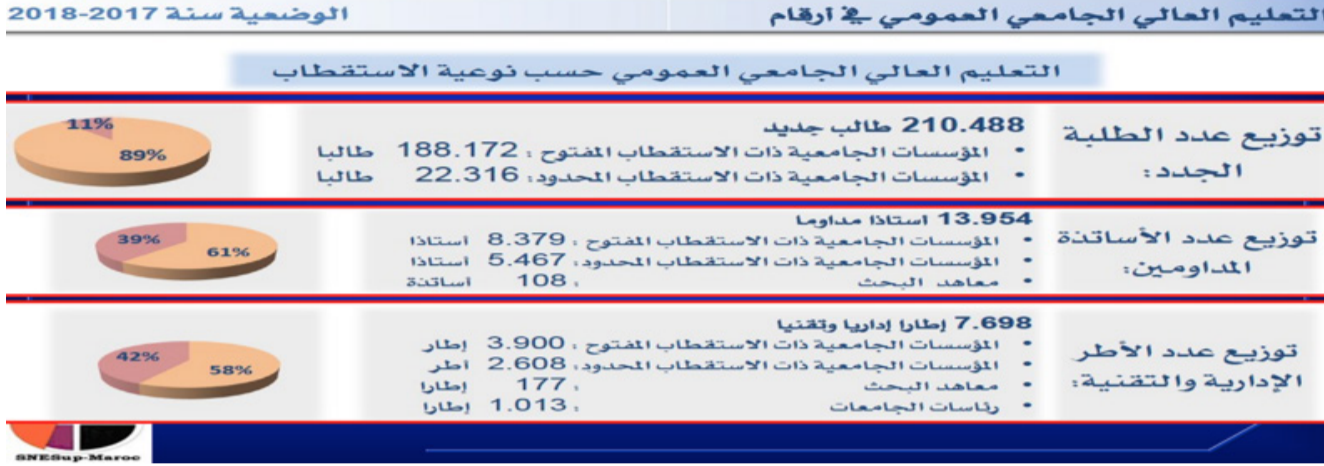 التعليم العالي الجامعي العمومي في أرقام
الوضعية سنة 2017-2018
التعليم العالي الجامعي العمومي حسب نوعية الاستقطاب
توزيع عدد الطلبة
الجدد:
210.488 طالب جديد
• المؤسسات الجامعية ذات الاستقطاب المفتوح : 188.172 طالبا
• المؤسسات الجامعية ذات الاستقطاب المحدود: 22.316 طالبا
11%
89%
توزيع عدد الأساتذة
المداومين:
13.954 استاذا مداوما
• المؤسسات الجامعية ذات الاستقطاب المفتوح : 8.379 أستاذا
• المؤسسات الجامعية ذات الاستقطاب المحدود: 5.467 أستاذا
• معاهد البحث : 108 اساتذة
39%
61%
توزيع عدد الأطر
الإدارية والتقنية:
7.698 إطارا إداريا وتقنيا
• المؤسسات الجامعية ذات الاستقطاب المفتوح : 3.900 إطار
• المؤسسات الجامعية ذات الاستقطاب المحدود: 2.608 أطر
• معاهد البحث : 177 إطارا
• رئاسات الجامعات : 1.013 إطارا
42%
58%
SNESup-Maroc